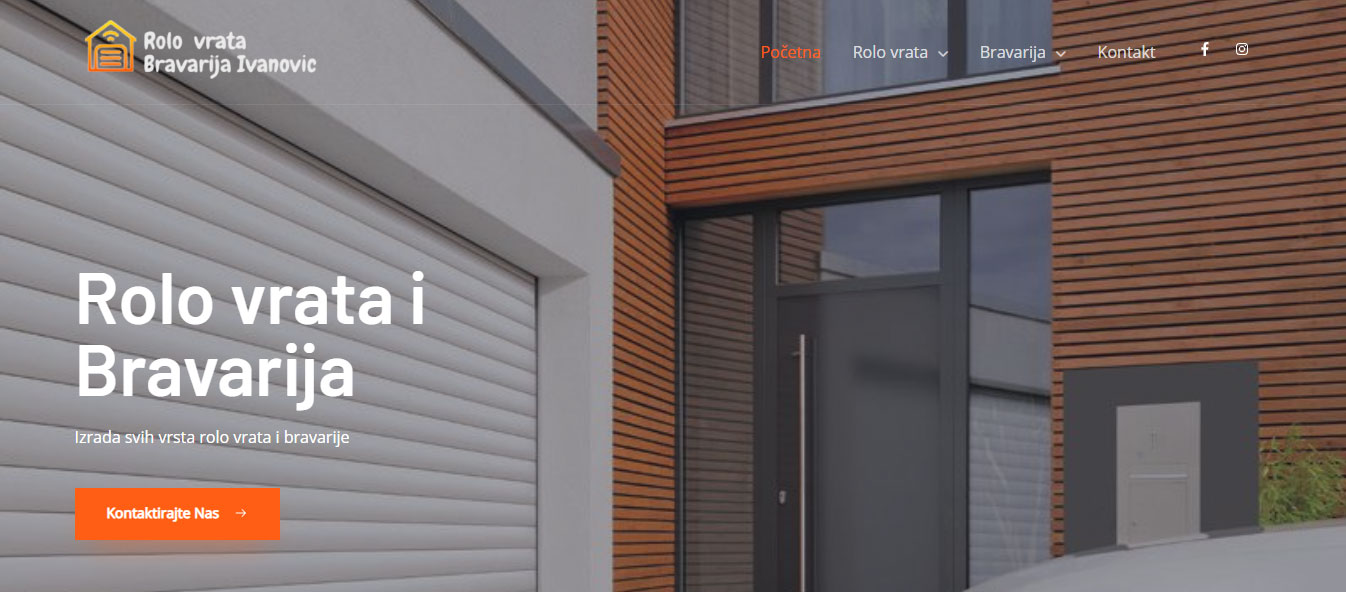 Rolo vrata
Bravarija Ivanovic
Početna
Rolo vrata
Bravarija
Kontakt
Rolo vrata i
Bravarija
Izrada svih vrsta rolo vrata i bravarije
Kontaktirajte Nas